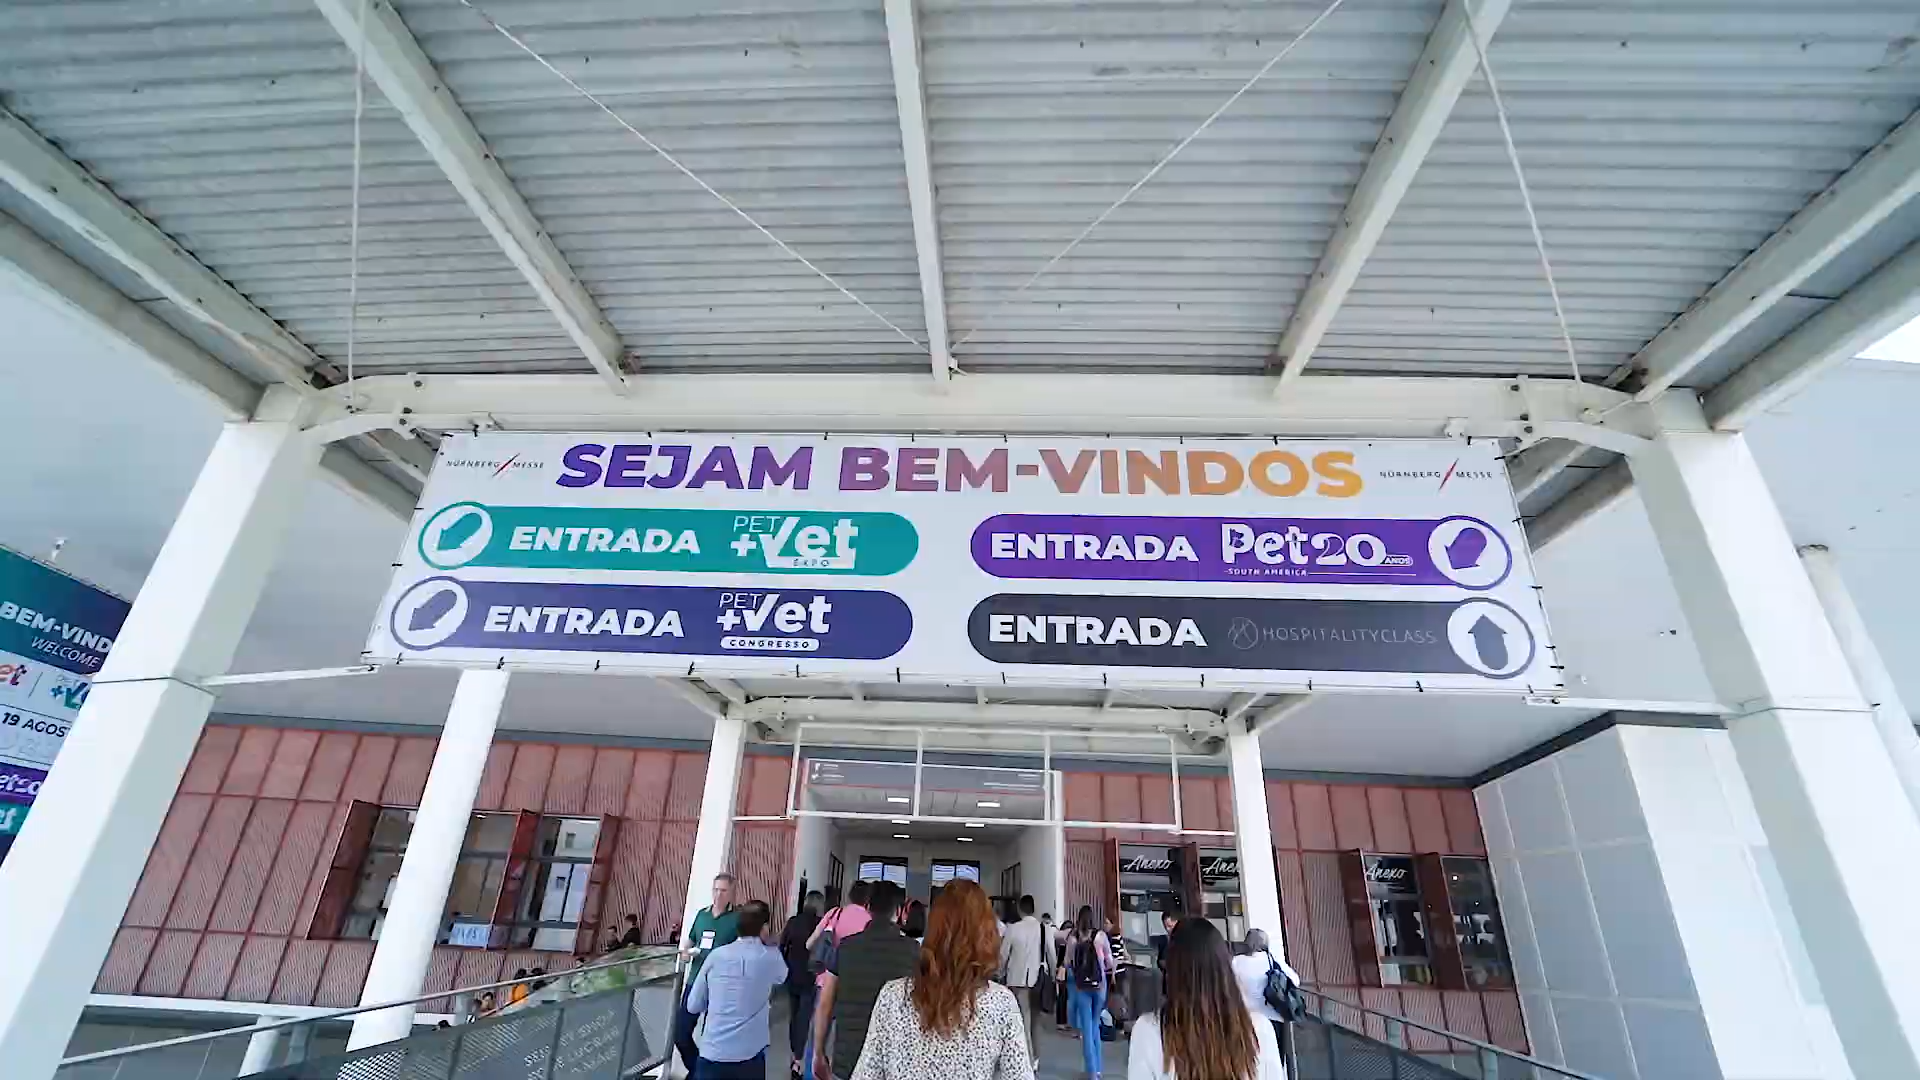 SEJAM BEM-VINDOS
NÜRNBERG MESSE
NÜRNBERG MESSE
ENTRADA PET +Vet EXPO
ENTRADA Pet20 ANOS SOUTH AMERICA
ENTRADA PET +Vet CONGRESSO
ENTRADA HOSPITALITYCLASS
BEM-VIND
WELCOME
19 AGOS
Anexo
Anexo
Anexo